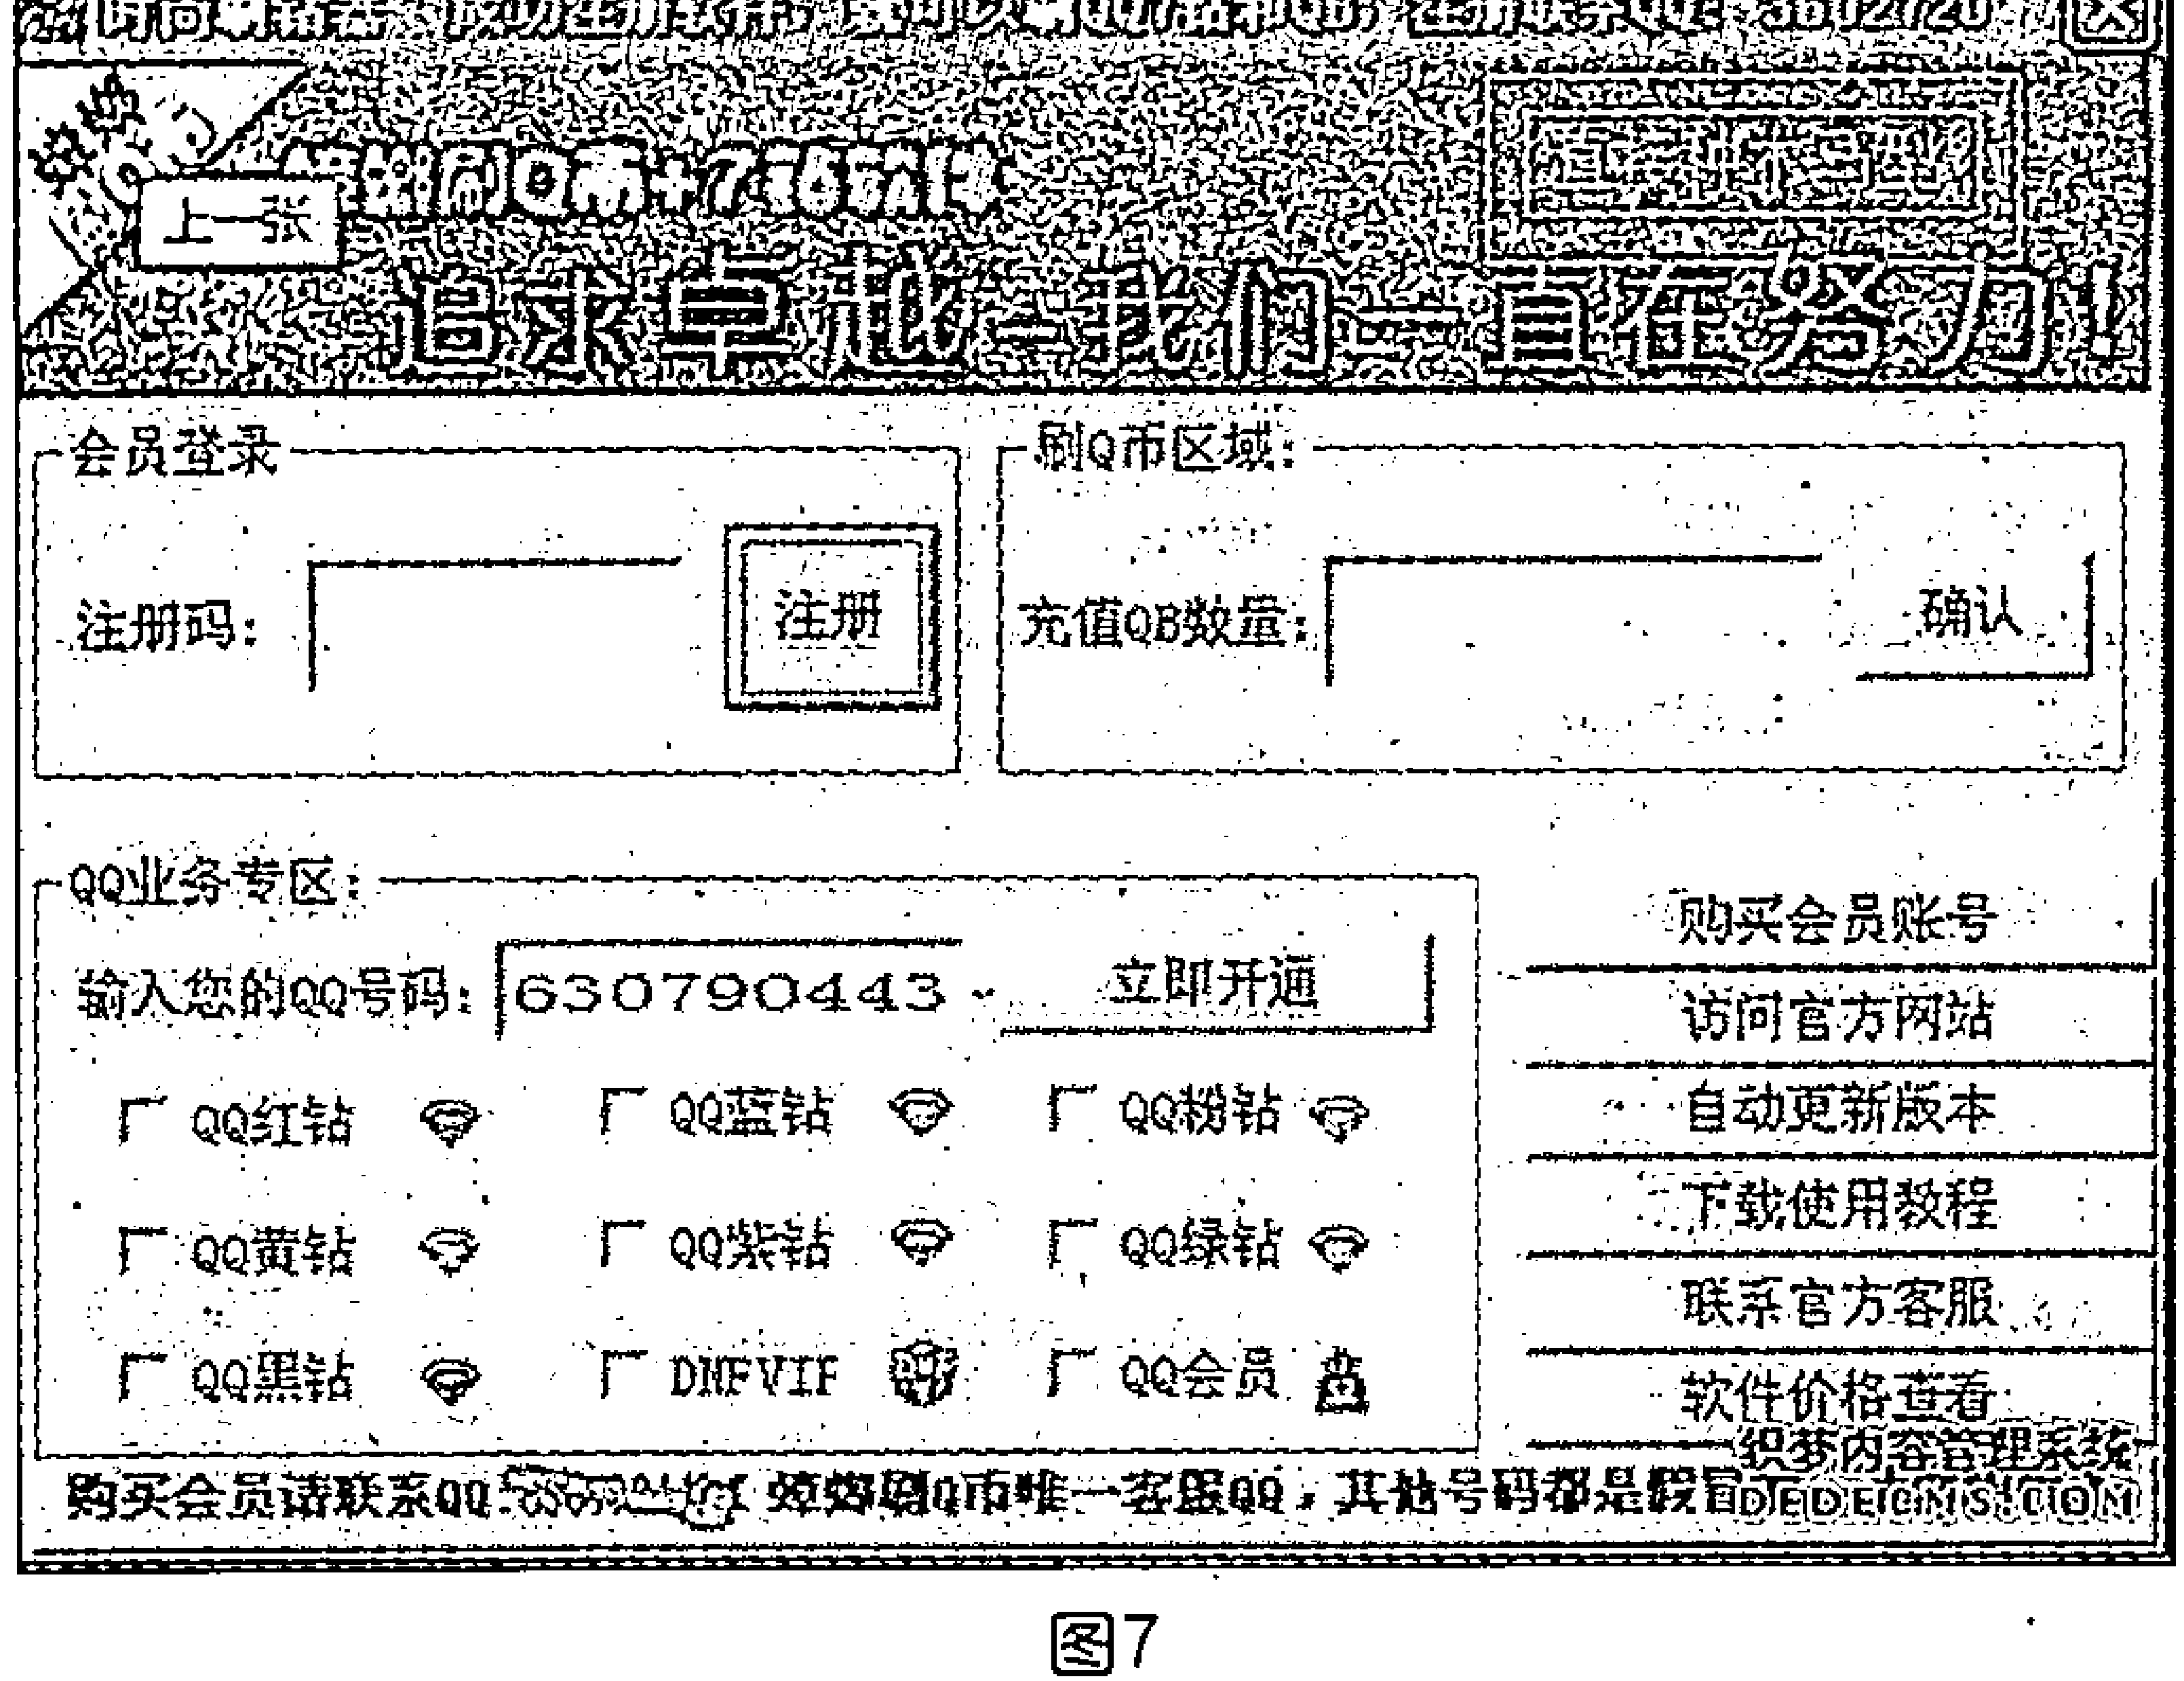 上一张
追求卓越--我们一直在努力！
会员登录
注册码：
注册
刷Q币区域：
充值QB数量：
确认
QQ业务专区：
输入您的QQ号码：
630790443
立即开通
QQ红钻
QQ蓝钻
QQ粉钻
QQ黄钻
QQ紫钻
QQ绿钻
QQ黑钻
DNFVIP
QQ会员
购买会员账号
访问官方网站
自动更新版本
下载使用教程
联系官方客服
软件价格查看
织梦内容管理系统
DEDECMS.COM
购买会员请联系QQ 刷Q币唯一客服QQ，其他号码都是假冒
图7